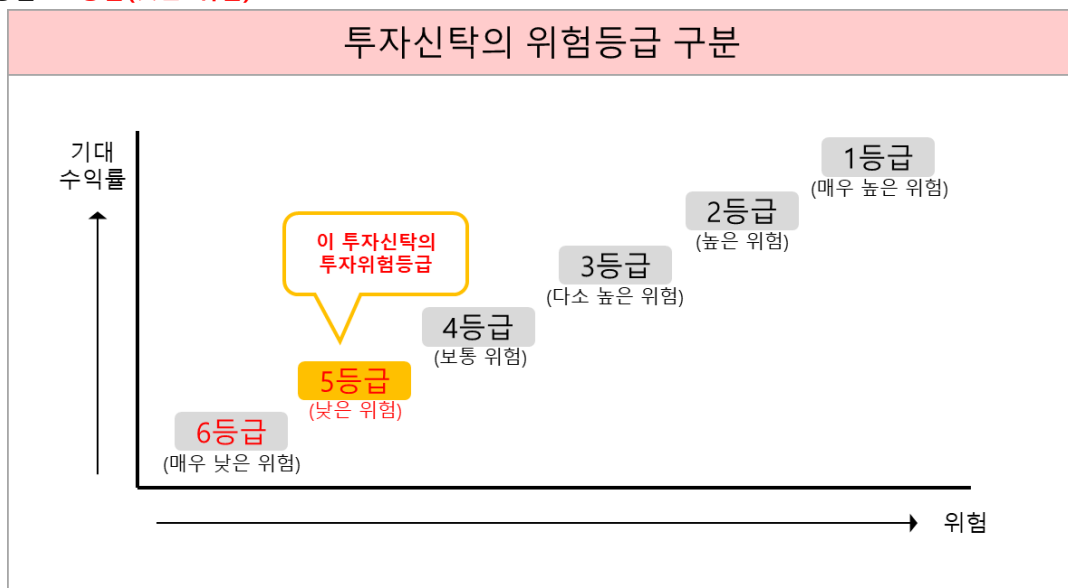 투자신탁의 위험등급 구분
기대
수익률
1등급
(매우 높은 위험)
2등급
(높은 위험)
이 투자신탁의
투자위험등급
3등급
(다소 높은 위험)
4등급
(보통 위험)
5등급
(낮은 위험)
6등급
(매우 낮은 위험)
위험